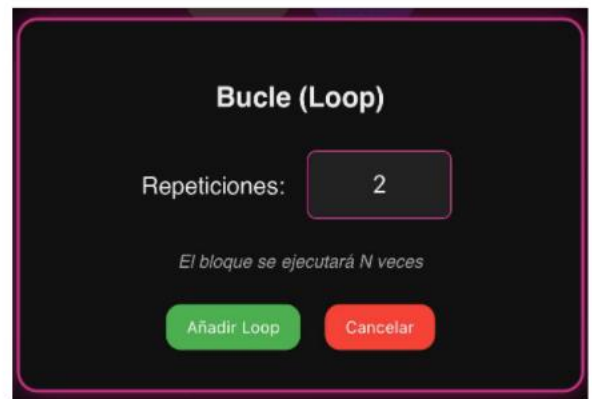 Bucle (Loop)
Repeticiones: 2
El bloque se ejecutará N veces
Añadir Loop Cancelar